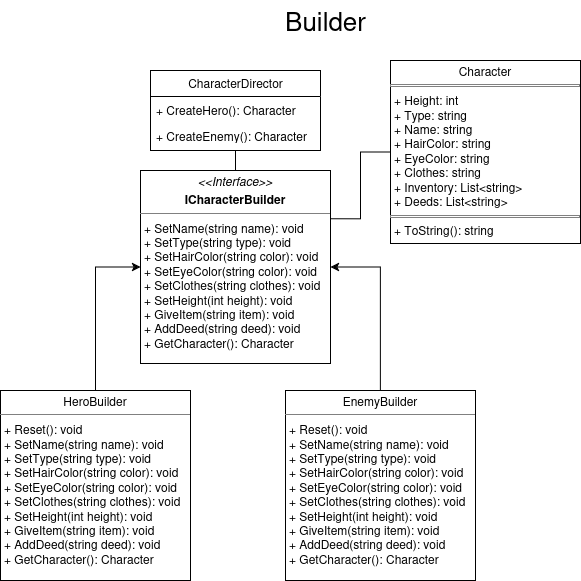 Builder
CharacterDirector
+ CreateHero(): Character
+ CreateEnemy(): Character
Character
+ Height: int
+ Type: string
+ Name: string
+ HairColor: string
+ EyeColor: string
+ Clothes: string
+ Inventory: List<string>
+ Deeds: List<string>
+ ToString(): string
<<Interface>>
ICharacterBuilder
+ SetName(string name): void
+ SetType(string type): void
+ SetHairColor(string color): void
+ SetEyeColor(string color): void
+ SetClothes(string clothes): void
+ SetHeight(int height): void
+ GiveItem(string item): void
+ AddDeed(string deed): void
+ GetCharacter(): Character
HeroBuilder
+ Reset(): void
+ SetName(string name): void
+ SetType(string type): void
+ SetHairColor(string color): void
+ SetEyeColor(string color): void
+ SetClothes(string clothes): void
+ SetHeight(int height): void
+ GiveItem(string item): void
+ AddDeed(string deed): void
+ GetCharacter(): Character
EnemyBuilder
+ Reset(): void
+ SetName(string name): void
+ SetType(string type): void
+ SetHairColor(string color): void
+ SetEyeColor(string color): void
+ SetClothes(string clothes): void
+ SetHeight(int height): void
+ GiveItem(string item): void
+ AddDeed(string deed): void
+ GetCharacter(): Character